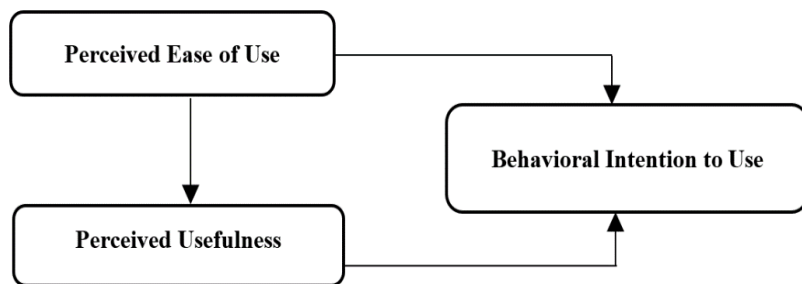 Perceived Ease of Use
Behavioral Intention to Use
Perceived Usefulness